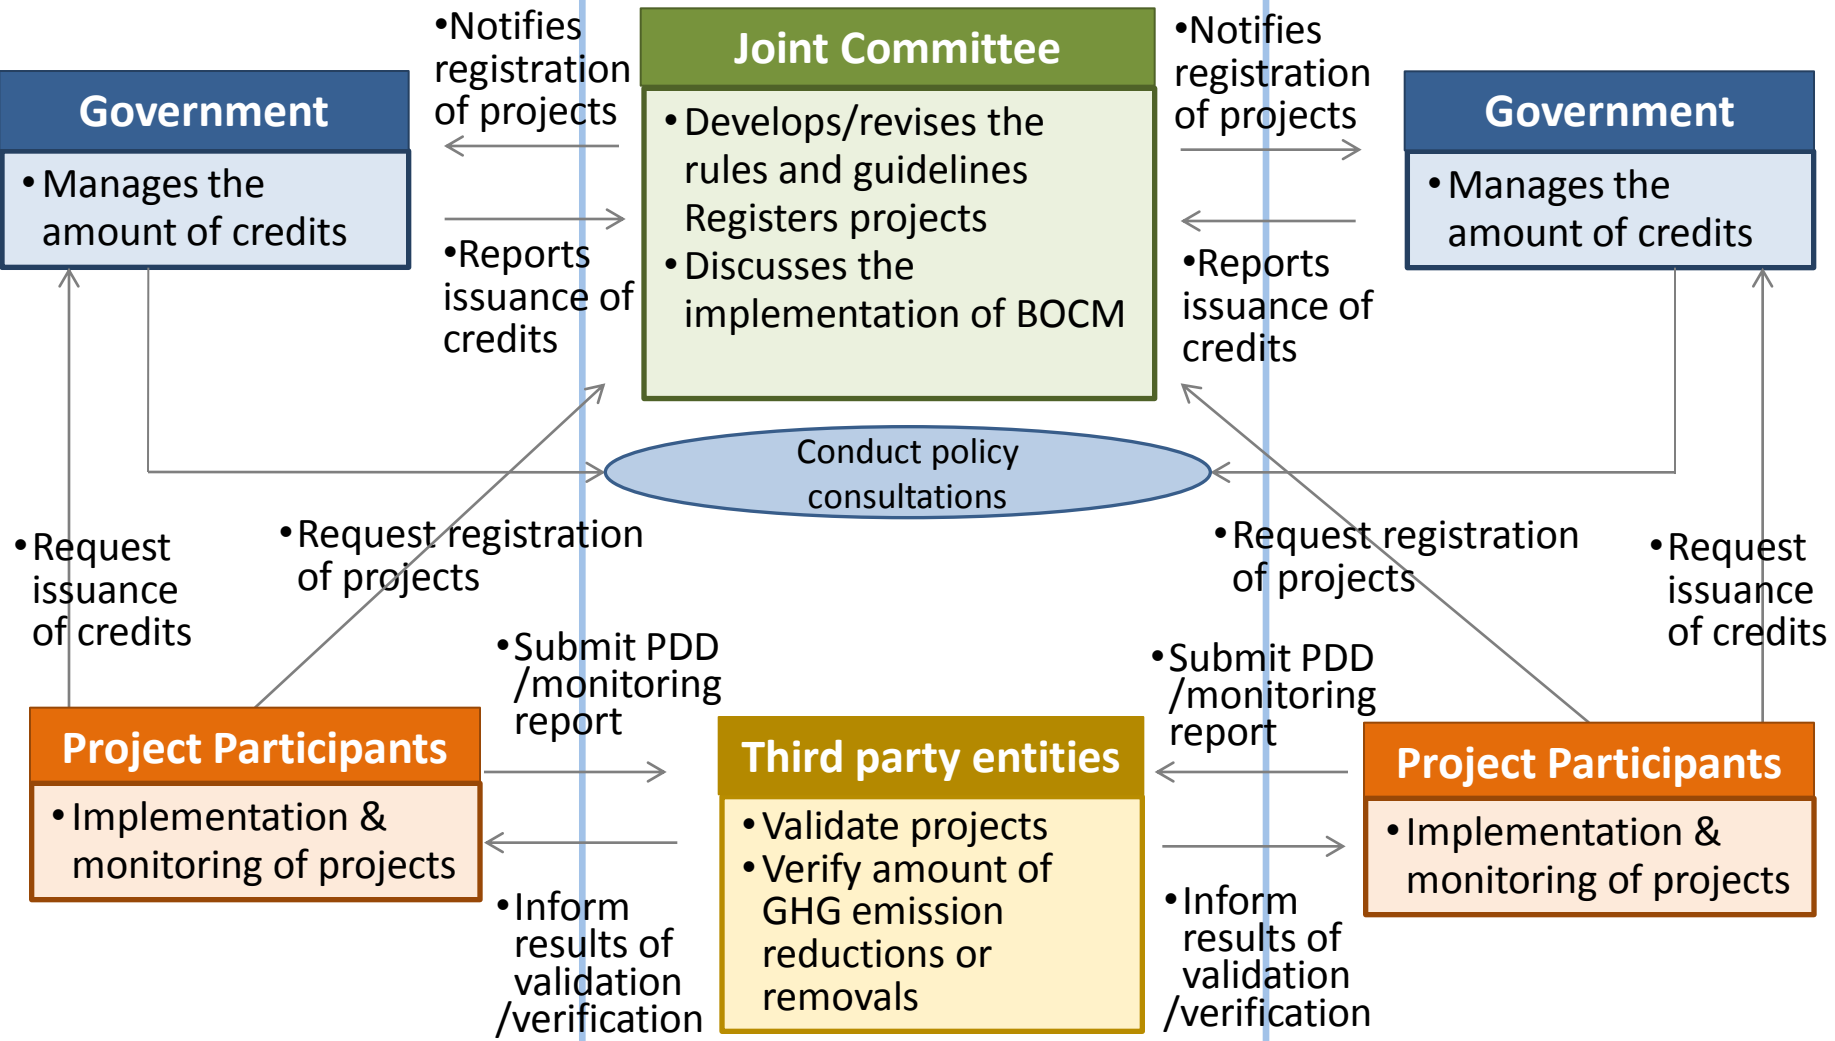 •Notifies
registration
of projects
Joint Committee
•Notifies
registration
of projects
Government
• Manages the
amount of credits
• Develops/revises the
rules and guidelines
Registers projects
• Discusses the
implementation of BOCM
Government
• Manages the
amount of credits
•Reports
issuance of
credits
•Reports
issuance of
credits
Conduct policy
consultations
•Request
issuance
of credits
•Request registration
of projects
•Request registration
of projects
•Request
issuance
of credits
•Submit PDD
/monitoring
report
•Submit PDD
/monitoring
report
Project Participants
• Implementation &
monitoring of projects
Third party entities
• Validate projects
• Verify amount of
GHG emission
reductions or
removals
Project Participants
• Implementation &
monitoring of projects
•Inform
results of
validation
/verification
•Inform
results of
validation
/verification